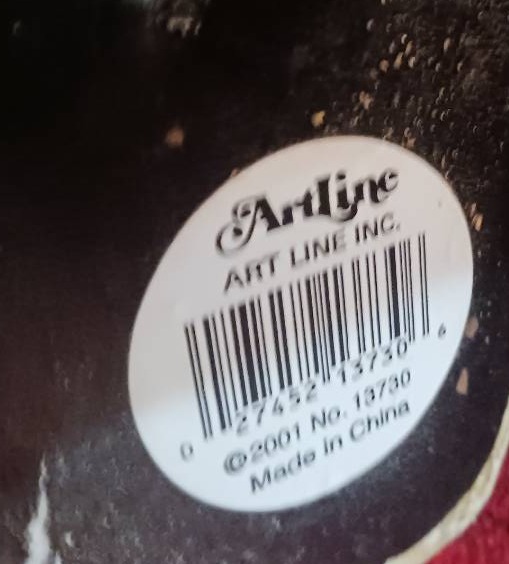 ArtLine
ART LINE INC.
0 27452 13730 6
©2001 No. 13730
Made in China